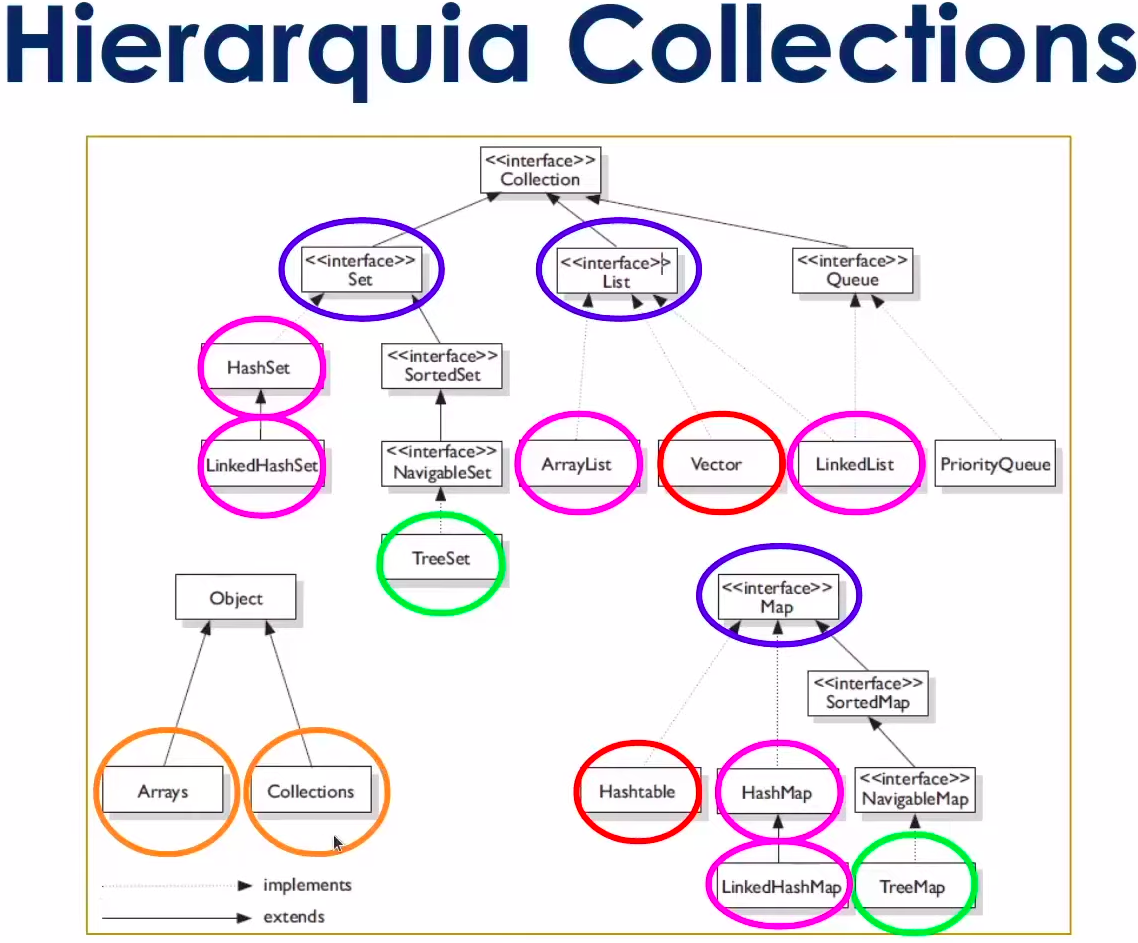 Hierarquia Collections
<<interface>>
Collection
<<interface>>
Set
<<interface>>
List
<<interface>>
Queue
HashSet
<<interface>>
SortedSet
LinkedHashSet
<<interface>>
NavigableSet
ArrayList
Vector
LinkedList
PriorityQueue
TreeSet
Object
<<interface>>
Map
<<interface>>
SortedMap
Arrays
Collections
Hashtable
HashMap
<<interface>>
NavigableMap
LinkedHashMap
TreeMap
implements
extends